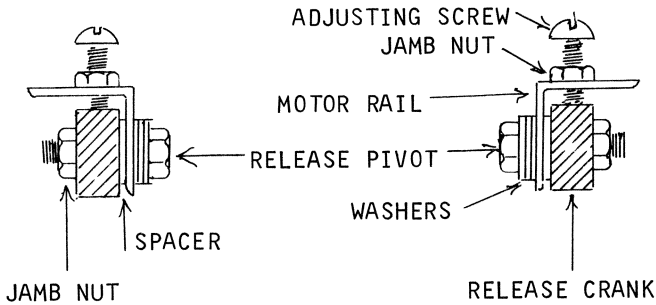 ADJUSTING SCREW
JAMB NUT
MOTOR RAIL
RELEASE PIVOT
WASHERS
SPACER
JAMB NUT
RELEASE CRANK